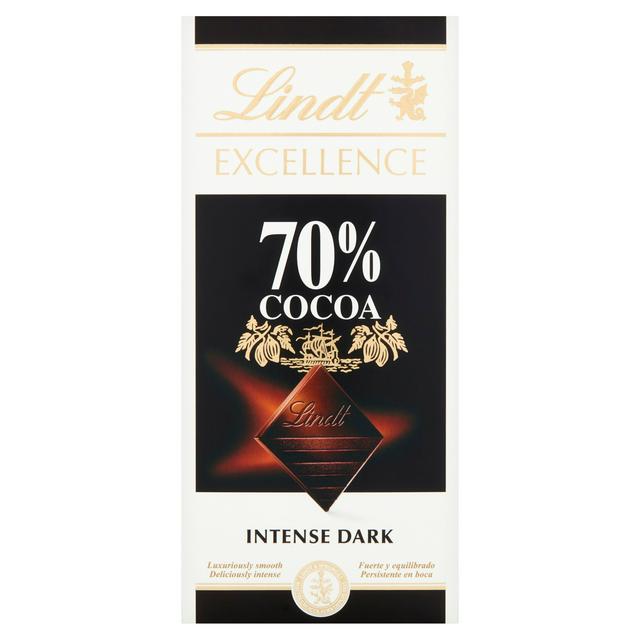 Lindt
EXCELLENCE
70%
COCOA
Lindt
INTENSE DARK
Luxuriously smooth
Deliciously intense
Fuerte y equilibrado
Persistente en boca